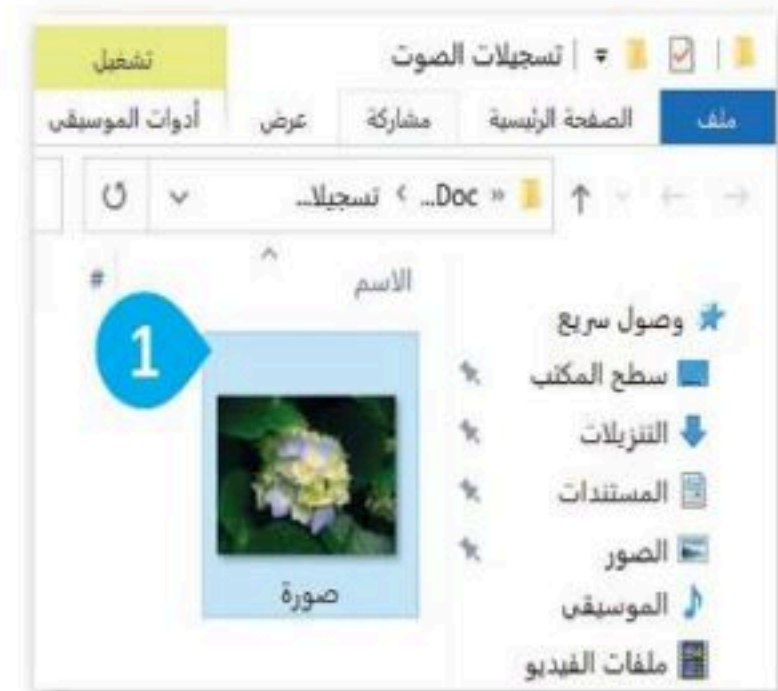 تسجيلات الصوت
تشغيل
ملف الصفحة الرئيسية مشاركة عرض أدوات الموسيقى
Doc... › تسجيلا...
الاسم
#
1
وصول سريع
سطح المكتب
التنزيلات
المستندات
الصور
الموسيقى
ملفات الفيديو
صورة